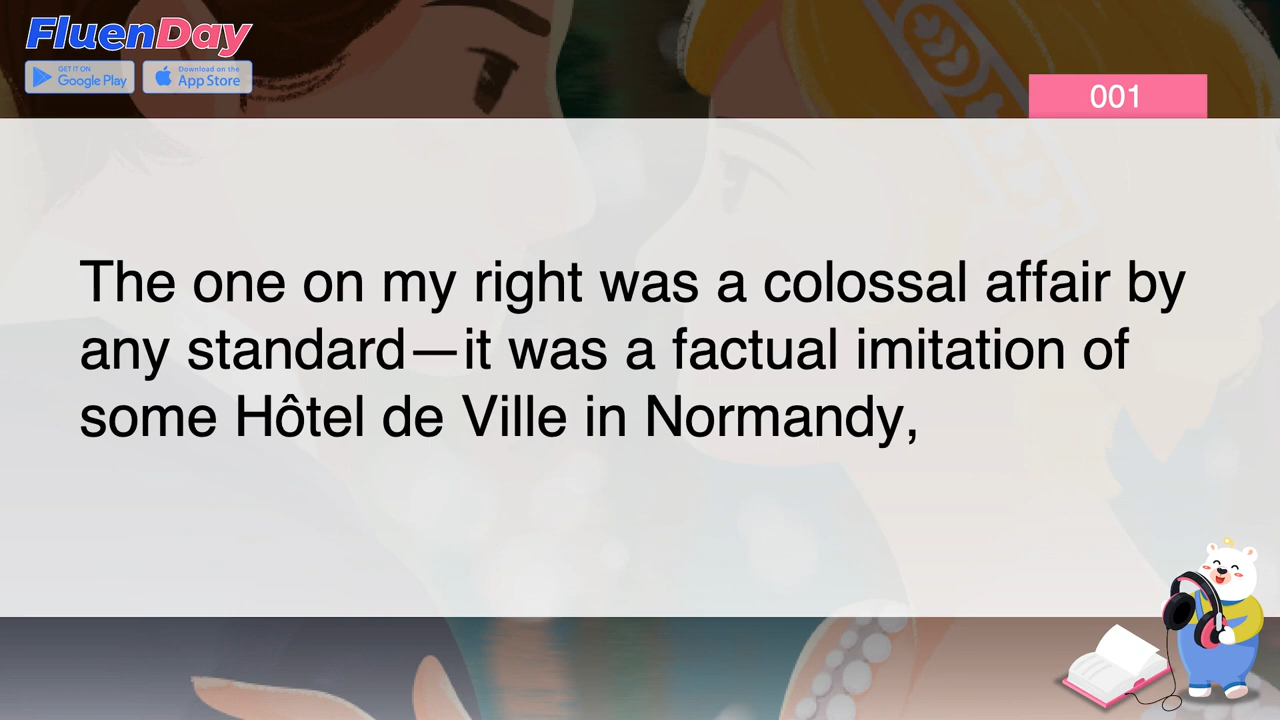 FluenDay
GET IT ON
Google Play
Download on the
App Store
001
The one on my right was a colossal affair by
any standard—it was a factual imitation of
some Hôtel de Ville in Normandy,